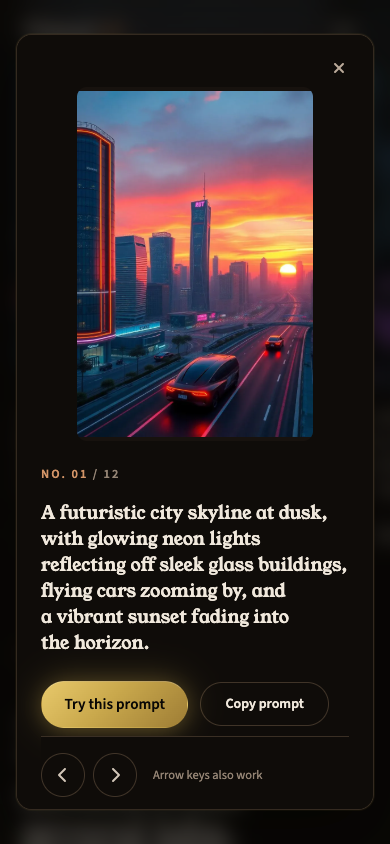 NO. 01 / 12
A futuristic city skyline at dusk,
with glowing neon lights
reflecting off sleek glass buildings,
flying cars zooming by, and
a vibrant sunset fading into
the horizon.
Try this prompt
Copy prompt
Arrow keys also work